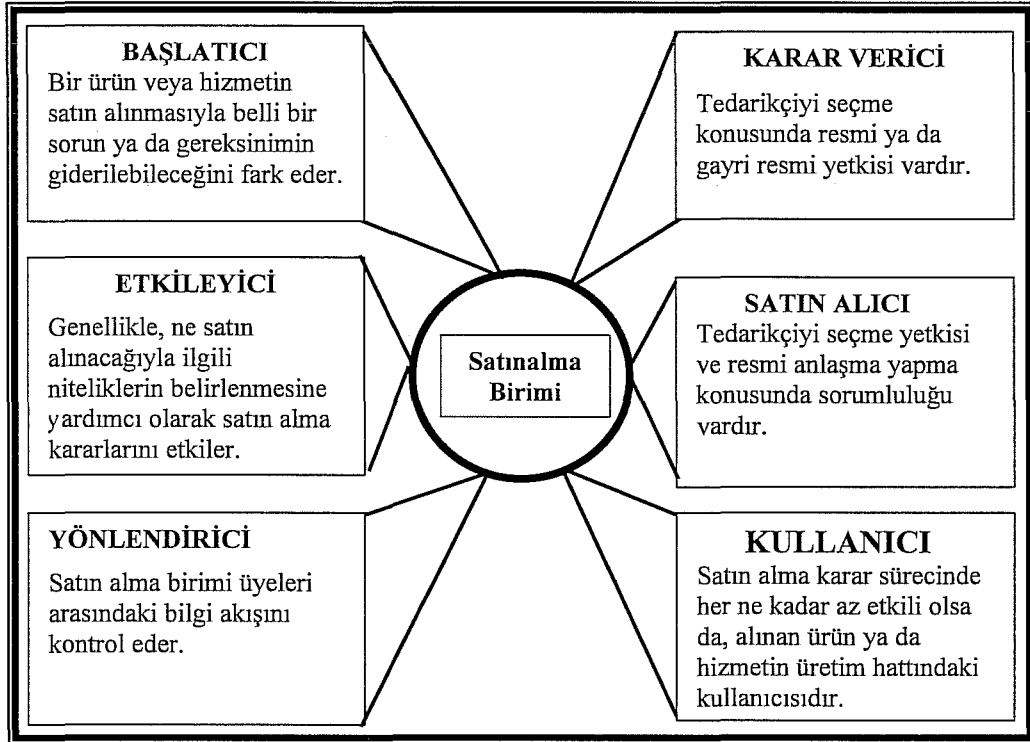 BAŞLATICI
Bir ürün veya hizmetin
satın alınmasıyla belli bir
sorun ya da gereksinimin
giderilebileceğini fark eder.
ETKİLEYİCİ
Genellikle, ne satın
alınacağıyla ilgili
niteliklerin belirlenmesine
yardımcı olarak satın alma
kararlarını etkiler.
YÖNLENDİRİCİ
Satın alma birimi üyeleri
arasındaki bilgi akışını
kontrol eder.
Satınalma
Birimi
KARAR VERİCİ
Tedarikçiyi seçme
konusunda resmi ya da
gayri resmi yetkisi vardır.
SATIN ALICI
Tedarikçiyi seçme yetkisi
ve resmi anlaşma yapma
konusunda sorumluluğu
vardır.
KULLANICI
Satın alma karar sürecinde
her ne kadar az etkili olsa
da, alınan ürün ya da
hizmetin üretim hattındaki
kullanıcısıdır.